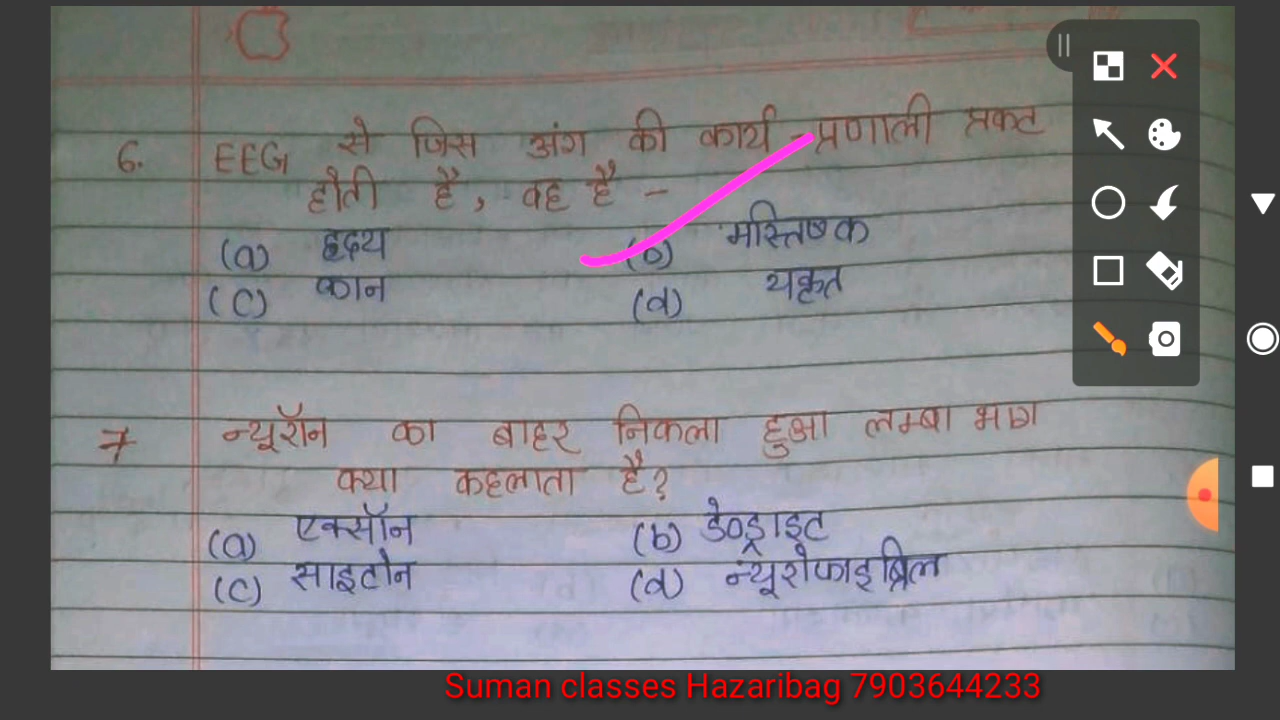 6. EEG से जिस अंग की कार्य-प्रणाली प्रकट
होती है, वह है -
(a) हृदय (b) मस्तिष्क
(c) कान (d) यकृत
7 न्यूरॉन का बाहर निकला हुआ लम्बा भाग
क्या कहलाता है?
(a) एक्सॉन (b) डेण्ड्राइट
(c) साइटोन (d) न्यूरोफाइब्रिल
Suman classes Hazaribag 7903644233